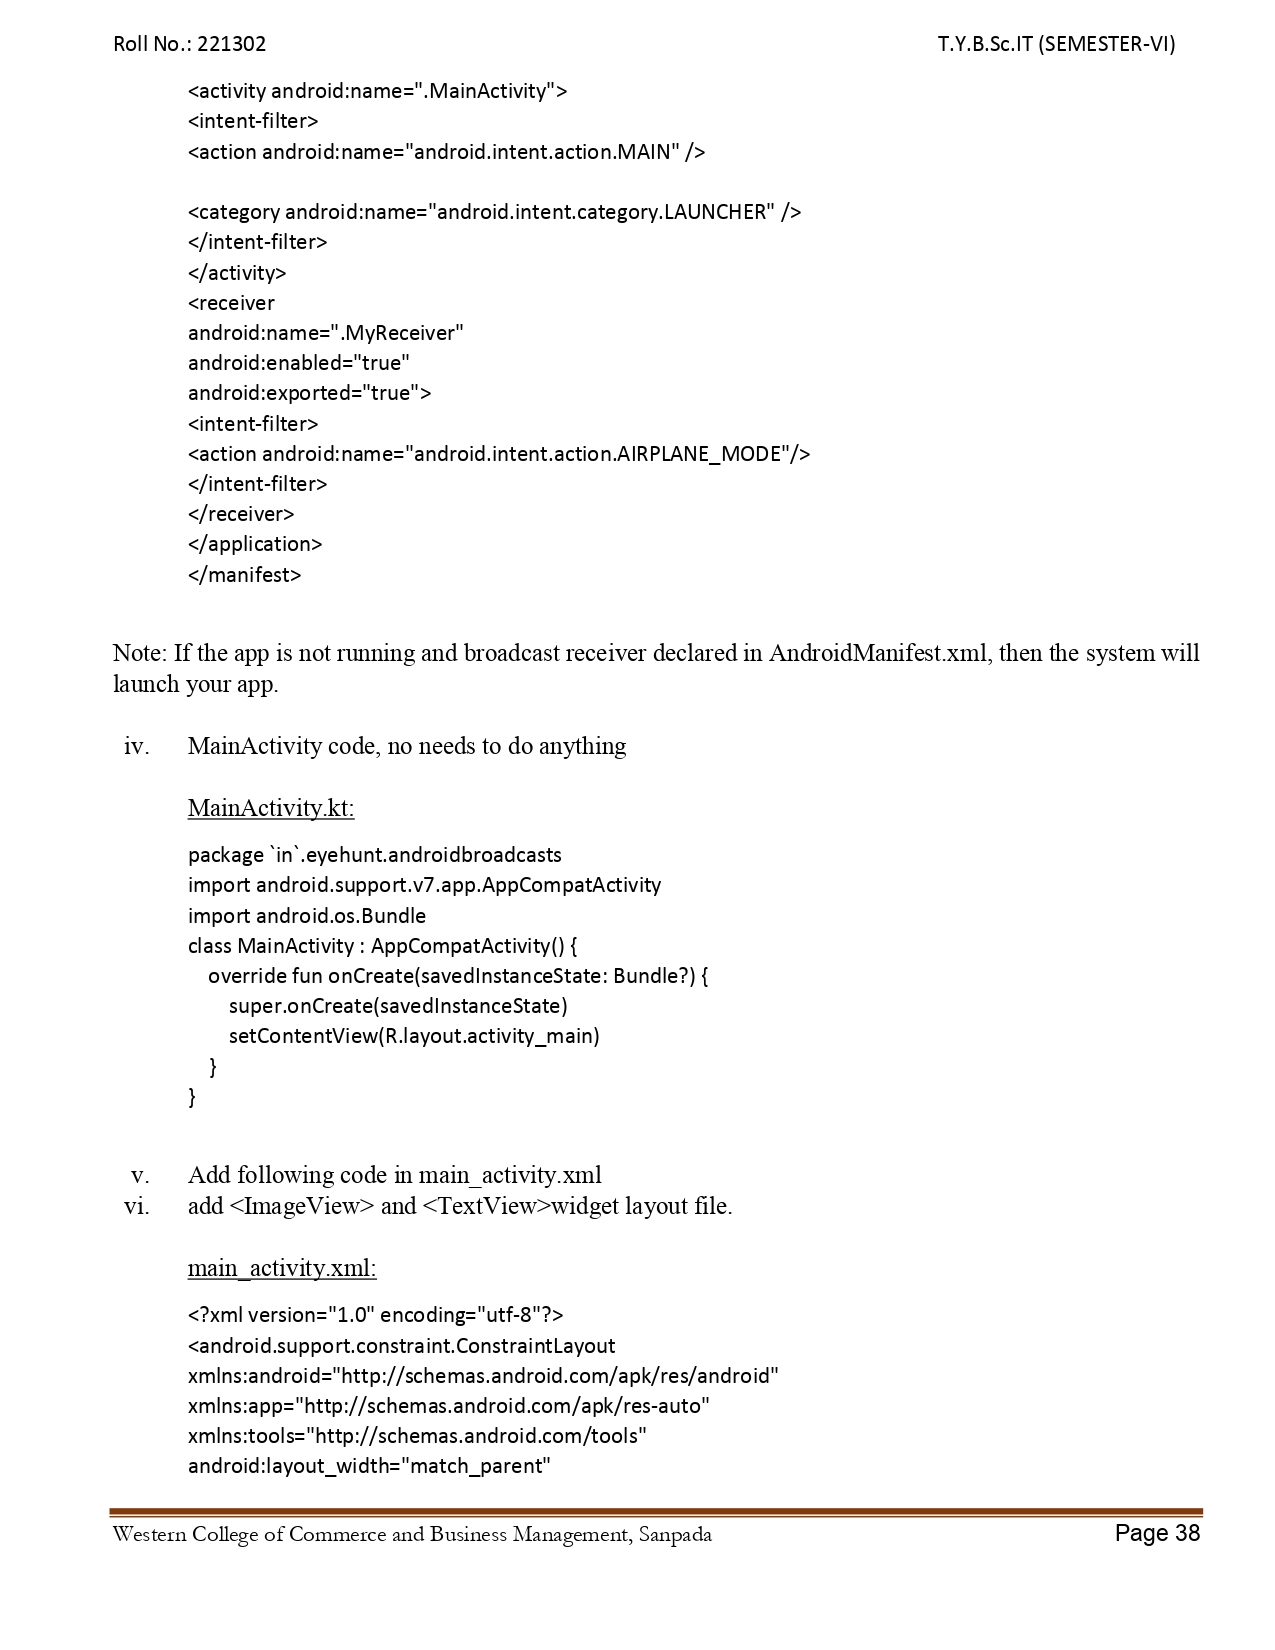 Roll No.: 221302 T.Y.B.Sc.IT (SEMESTER-VI)
<activity android:name=".MainActivity">
<intent-filter>
<action android:name="android.intent.action.MAIN" />
<category android:name="android.intent.category.LAUNCHER" />
</intent-filter>
</activity>
<receiver
android:name=".MyReceiver"
android:enabled="true"
android:exported="true">
<intent-filter>
<action android:name="android.intent.action.AIRPLANE_MODE"/>
</intent-filter>
</receiver>
</application>
</manifest>
Note: If the app is not running and broadcast receiver declared in AndroidManifest.xml, then the system will
launch your app.
iv. MainActivity code, no needs to do anything
MainActivity.kt:
package `in`.eyehunt.androidbroadcasts
import android.support.v7.app.AppCompatActivity
import android.os.Bundle
class MainActivity : AppCompatActivity() {
override fun onCreate(savedInstanceState: Bundle?) {
super.onCreate(savedInstanceState)
setContentView(R.layout.activity_main)
}
}
v. Add following code in main_activity.xml
vi. add <ImageView> and <TextView>widget layout file.
main_activity.xml:
<?xml version="1.0" encoding="utf-8"?>
<android.support.constraint.ConstraintLayout
xmlns:android="http://schemas.android.com/apk/res/android"
xmlns:app="http://schemas.android.com/apk/res-auto"
xmlns:tools="http://schemas.android.com/tools"
android:layout_width="match_parent"
Western College of Commerce and Business Management, Sanpada Page 38